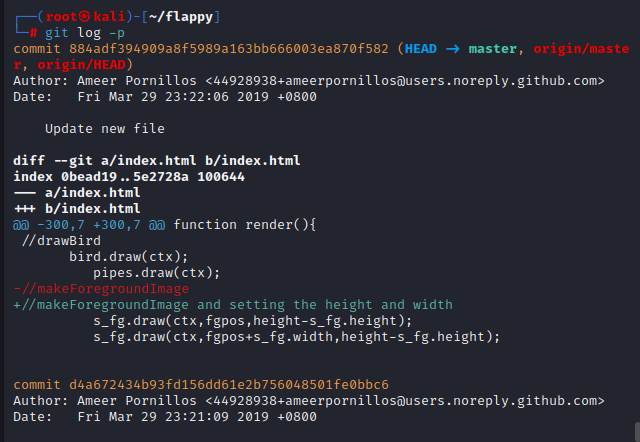 ┌──(root㉿kali)-[~/flappy]
└─# git log -p
commit 884adf394909a8f5989a163bb666003ea870f582 (HEAD → master, origin/maste
r, origin/HEAD)
Author: Ameer Pornillos <44928938+ameerpornillos@users.noreply.github.com>
Date:   Fri Mar 29 23:22:06 2019 +0800

    Update new file

diff --git a/index.html b/index.html
index 0bead19..5e2728a 100644
--- a/index.html
+++ b/index.html
@@ -300,7 +300,7 @@ function render(){
 //drawBird
       bird.draw(ctx);
          pipes.draw(ctx);
-//makeForegroundImage
+//makeForegroundImage and setting the height and width
          s_fg.draw(ctx,fgpos,height-s_fg.height);
          s_fg.draw(ctx,fgpos+s_fg.width,height-s_fg.height);

commit d4a672434b93fd156dd61e2b756048501fe0bbc6
Author: Ameer Pornillos <44928938+ameerpornillos@users.noreply.github.com>
Date:   Fri Mar 29 23:21:09 2019 +0800